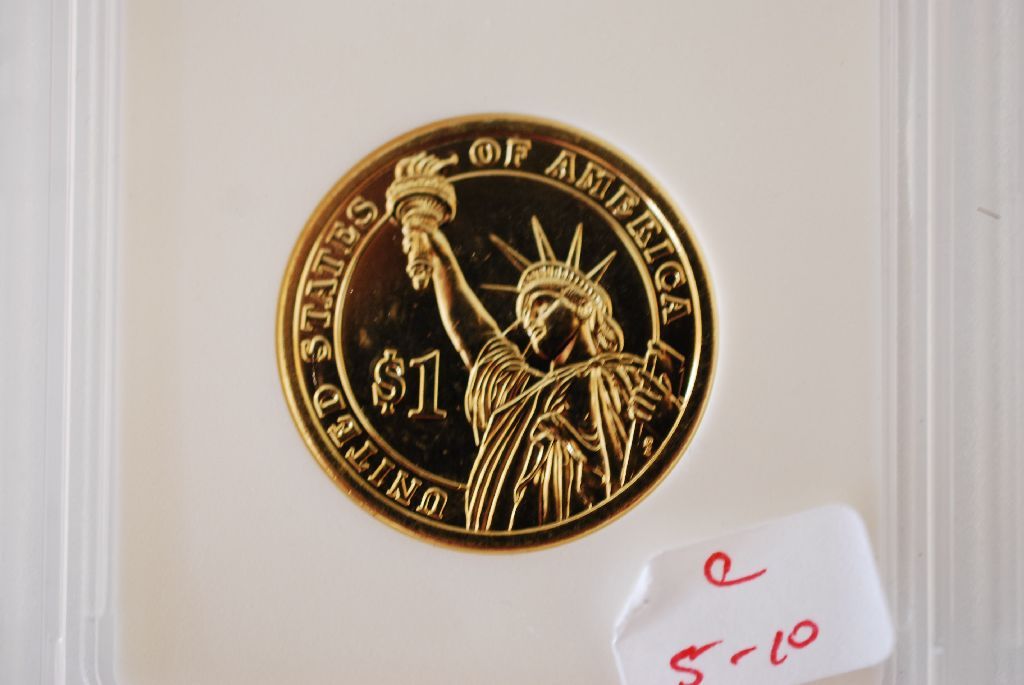 UNITED STATES OF AMERICA
$1
P
5-10